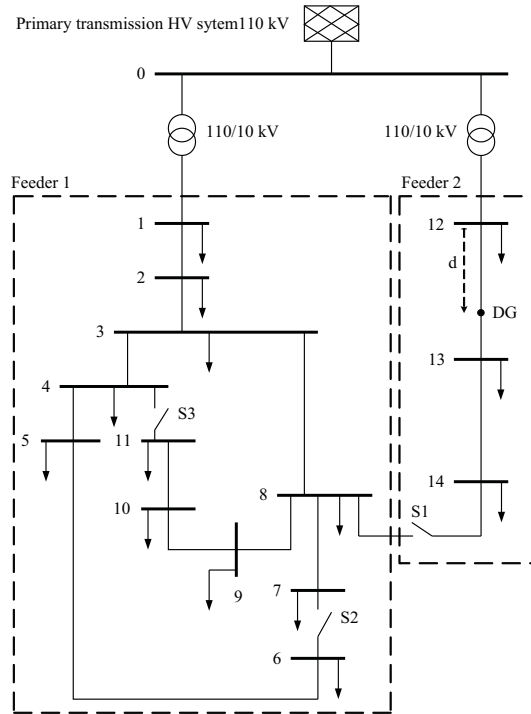 Primary transmission HV sytem110 kV
0
110/10 kV
110/10 kV
Feeder 1
Feeder 2
1
12
d
2
DG
3
13
4
S3
5
11
8
14
10
S1
9
7
S2
6